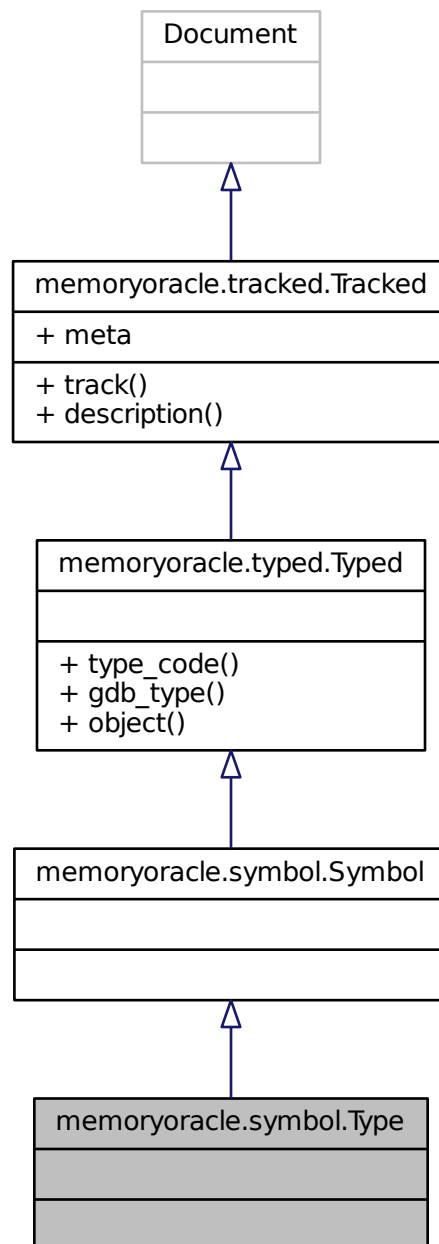 Document
memoryoracle.tracked.Tracked
+ meta
+ track()
+ description()
memoryoracle.typed.Typed
+ type_code()
+ gdb_type()
+ object()
memoryoracle.symbol.Symbol
memoryoracle.symbol.Type